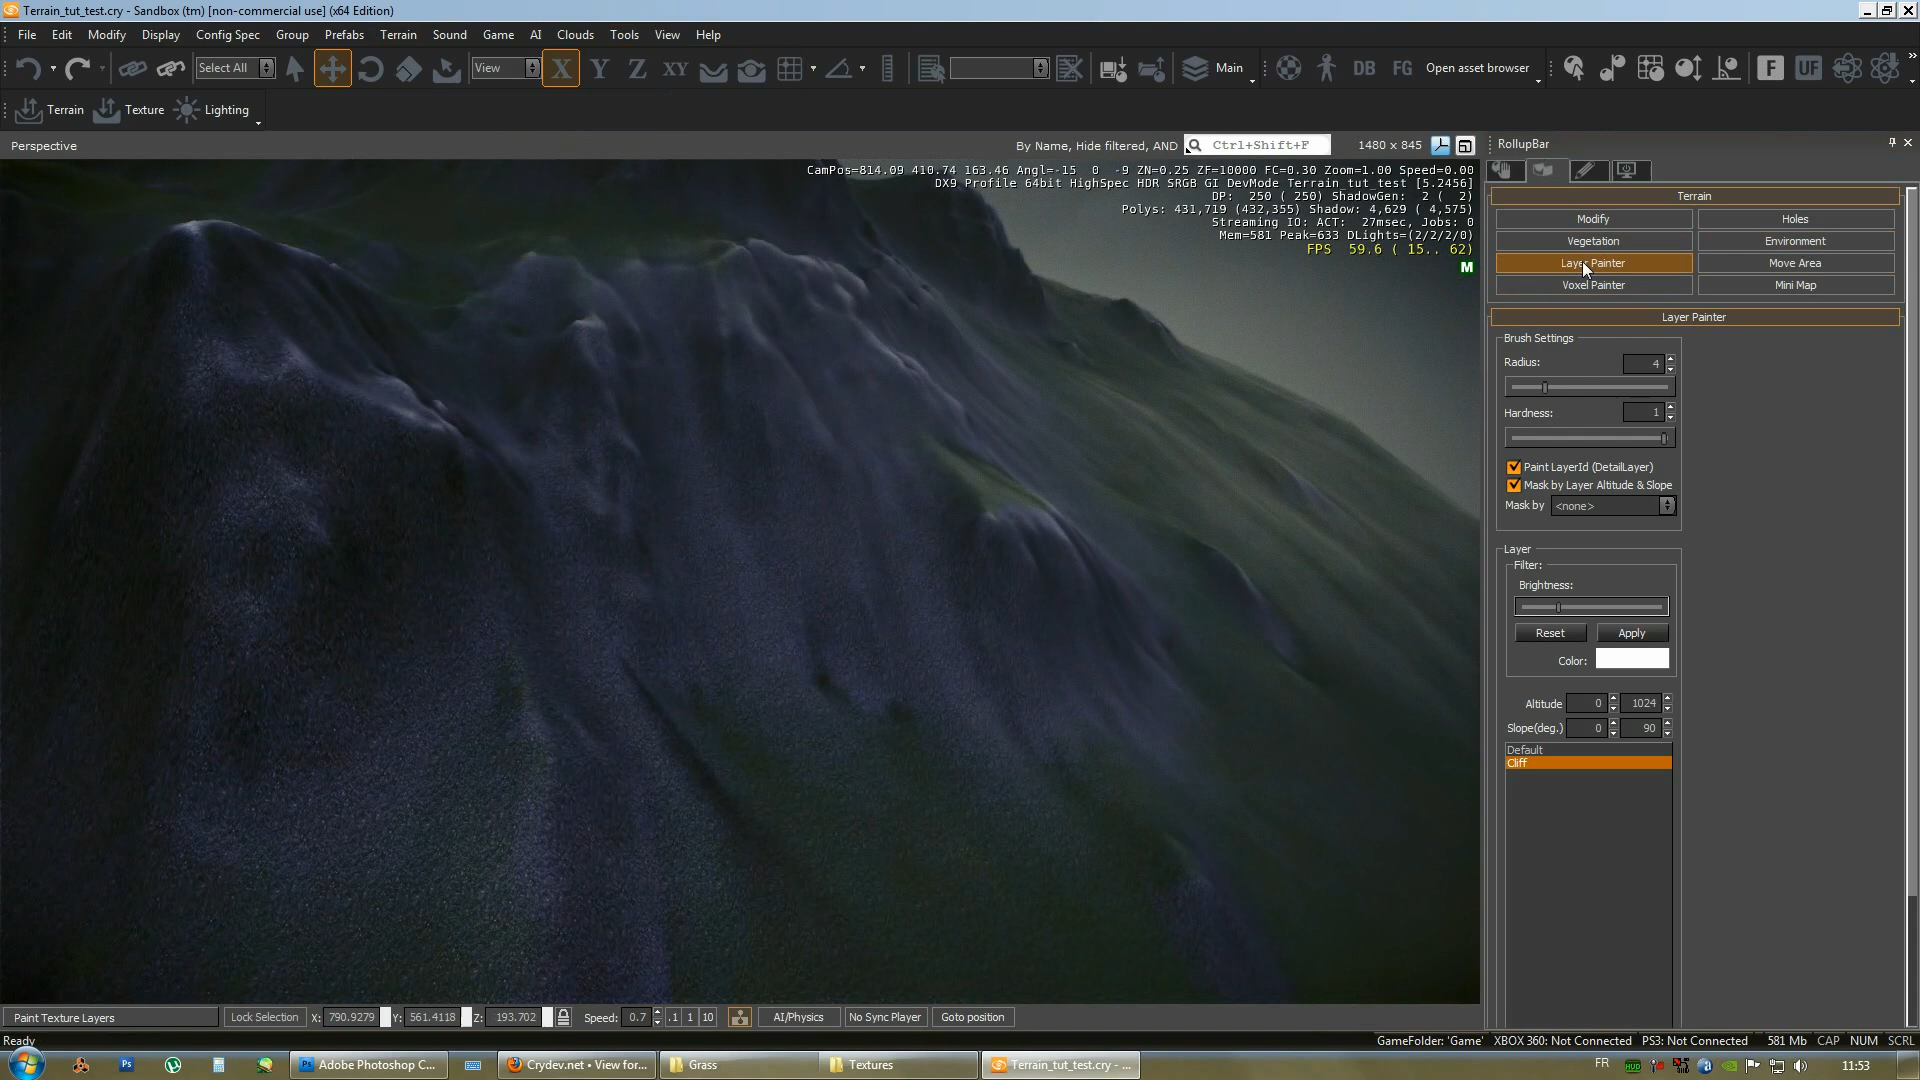 Terrain_tut_test.cry - Sandbox (tm) [non-commercial use] (x64 Edition)
File Edit Modify Display Config Spec Group Prefabs Terrain Sound Game AI Clouds Tools View Help
Select All View X Y Z XY Main DB FG Open asset browser F UF
Terrain Texture Lighting
Perspective
By Name, Hide filtered, AND Ctrl+Shift+F 1480 x 845
CamPos=814.09 410.74 163.46 Angl=-15 0 -9 ZN=0.25 ZF=10000 FC=0.30 Zoom=1.00 Speed=0.00
DX9 Profile 64bit HighSpec HDR SRGB GI DevMode Terrain_tut_test [5.2456]
DP: 250 ( 250) ShadowGen: 2 ( 2)
Polys: 431,719 (432,355) Shadow: 4,629 ( 4,575)
Streaming IO: ACT: 27msec, Jobs: 0
Mem=581 Peak=633 DLights=(2/2/2/0)
FPS 59.6 ( 15.. 62)
M
RollupBar
Terrain
Modify Holes
Vegetation Environment
Layer Painter Move Area
Voxel Painter Mini Map
Layer Painter
Brush Settings
Radius: 4
Hardness: 1
Paint LayerId (DetailLayer)
Mask by Layer Altitude & Slope
Mask by <none>
Layer
Filter:
Brightness:
Reset Apply
Color:
Altitude 0 1024
Slope(deg.) 0 90
Default
Cliff
Paint Texture Layers Lock Selection X: 790.9279 Y: 561.4118 Z: 193.702 Speed: 0.7 .1 1 10 AI/Physics No Sync Player Goto position
Ready GameFolder: 'Game' XBOX 360: Not Connected PS3: Not Connected 581 Mb CAP NUM SCRL
Ps Ps Adobe Photoshop C... Crydev.net • View for... Grass Textures Terrain_tut_test.cry - ... FR 11:53